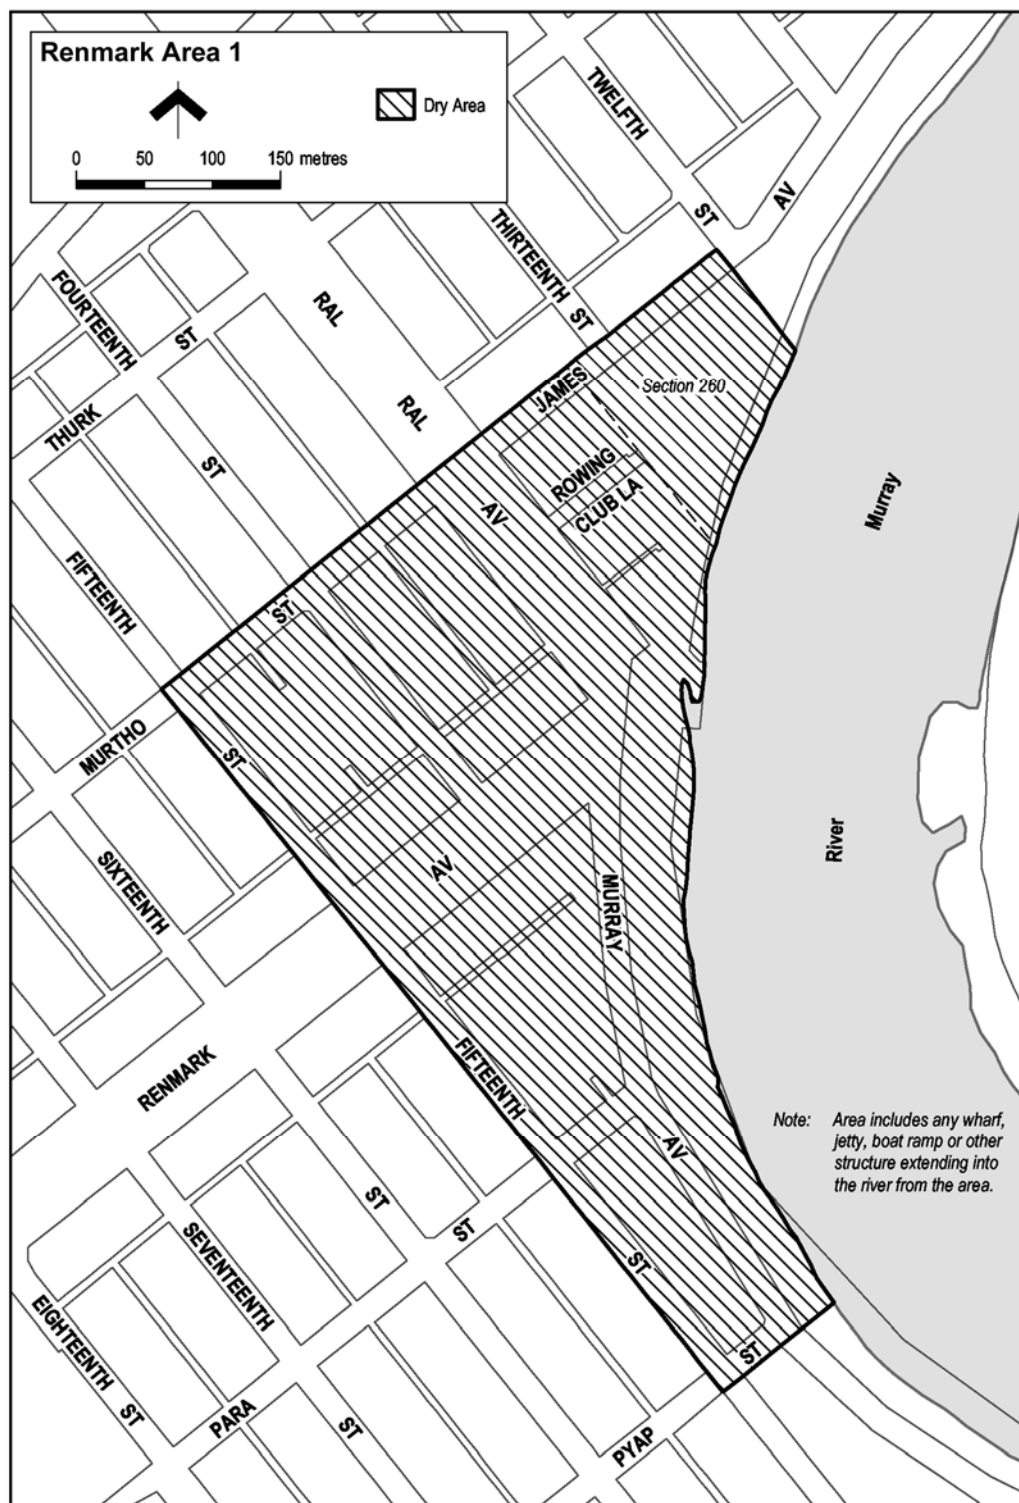 Renmark Area 1
Dry Area
0 50 100 150 metres
TWELFTH
ST
AV
THIRTEENTH
ST
FOURTEENTH
ST
RAL
THURK
RAL
JAMES
Section 260
ST
ROWING
CLUB LA
AV
Murray
FIFTEENTH
ST
MURTHO
ST
River
SIXTEENTH
AV
MURRAY
RENMARK
FIFTEENTH
Note: Area includes any wharf,
jetty, boat ramp or other
structure extending into
the river from the area.
AV
ST
ST
SEVENTEENTH
ST
EIGHTEENTH
ST
ST
PARA
ST
PYAP